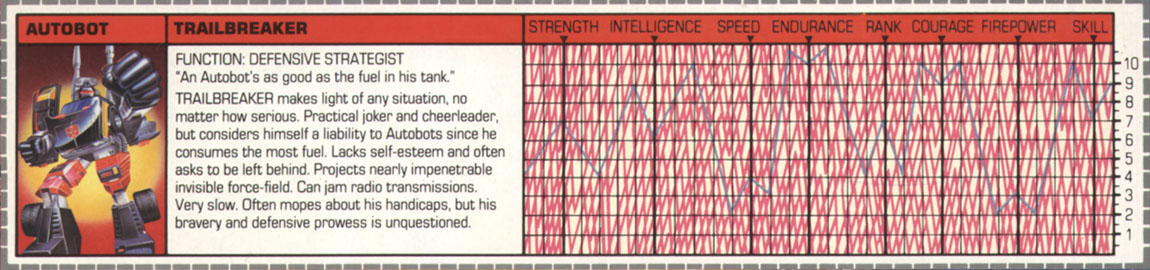 AUTOBOT
TRAILBREAKER
FUNCTION: DEFENSIVE STRATEGIST
"An Autobot's as good as the fuel in his tank."
TRAILBREAKER makes light of any situation, no
matter how serious. Practical joker and cheerleader,
but considers himself a liability to Autobots since he
consumes the most fuel. Lacks self-esteem and often
asks to be left behind. Projects nearly impenetrable
invisible force-field. Can jam radio transmissions.
Very slow. Often mopes about his handicaps, but his
bravery and defensive prowess is unquestioned.
STRENGTH INTELLIGENCE SPEED ENDURANCE RANK COURAGE FIREPOWER SKILL
10
9
8
7
6
5
4
3
2
1